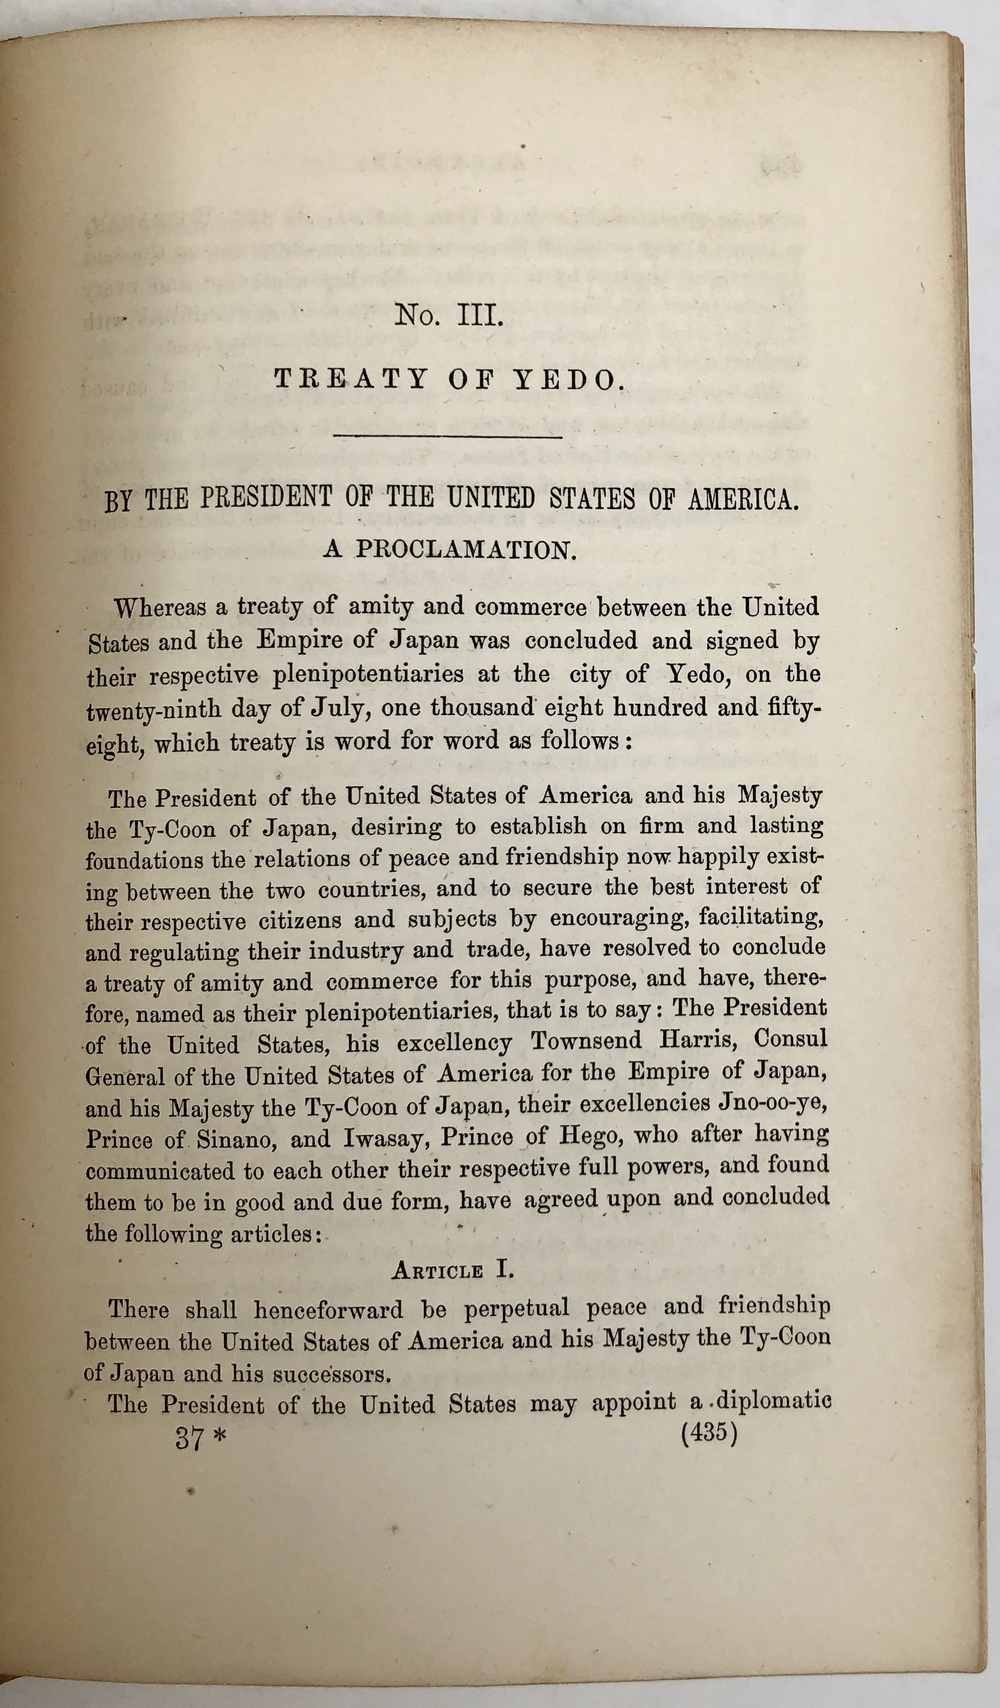 No. III.
TREATY OF YEDO.
BY THE PRESIDENT OF THE UNITED STATES OF AMERICA.
A PROCLAMATION.
Whereas a treaty of amity and commerce between the United
States and the Empire of Japan was concluded and signed by
their respective plenipotentiaries at the city of Yedo, on the
twenty-ninth day of July, one thousand eight hundred and fifty-
eight, which treaty is word for word as follows:
The President of the United States of America and his Majesty
the Ty-Coon of Japan, desiring to establish on firm and lasting
foundations the relations of peace and friendship now happily exist-
ing between the two countries, and to secure the best interest of
their respective citizens and subjects by encouraging, facilitating,
and regulating their industry and trade, have resolved to conclude
a treaty of amity and commerce for this purpose, and have, there-
fore, named as their plenipotentiaries, that is to say: The President
of the United States, his excellency Townsend Harris, Consul
General of the United States of America for the Empire of Japan,
and his Majesty the Ty-Coon of Japan, their excellencies Jno-oo-ye,
Prince of Sinano, and Iwasay, Prince of Hego, who after having
communicated to each other their respective full powers, and found
them to be in good and due form, have agreed upon and concluded
the following articles:
ARTICLE I.
There shall henceforward be perpetual peace and friendship
between the United States of America and his Majesty the Ty-Coon
of Japan and his successors.
The President of the United States may appoint a diplomatic
37 * (435)